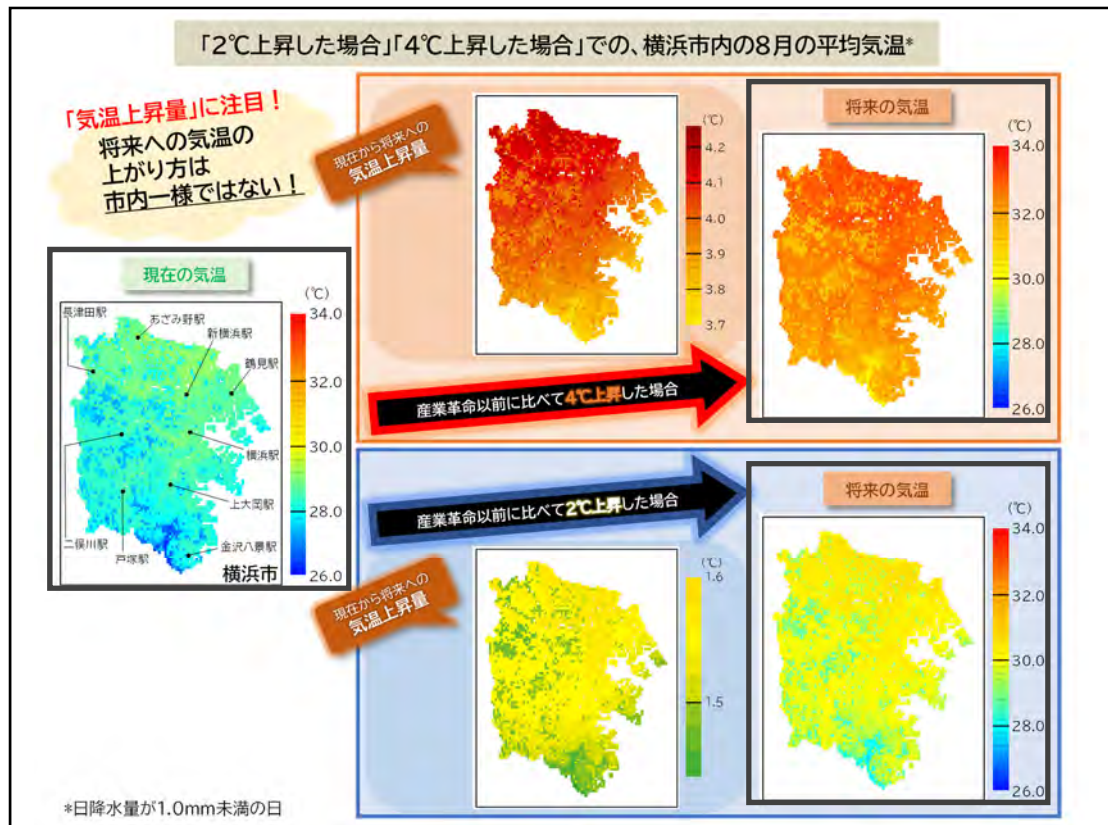 「2℃上昇した場合」「4℃上昇した場合」での、横浜市内の8月の平均気温*
「気温上昇量」に注目!
将来への気温の
上がり方は
市内一様ではない!
現在から将来への
気温上昇量
(℃)
4.2
4.1
4.0
3.9
3.8
3.7
将来の気温
(℃)
34.0
32.0
30.0
28.0
26.0
産業革命以前に比べて4℃上昇した場合
現在の気温
(℃)
34.0
32.0
30.0
28.0
26.0
長津田駅
あざみ野駅
新横浜駅
鶴見駅
横浜駅
上大岡駅
二俣川駅
戸塚駅
金沢八景駅
横浜市
産業革命以前に比べて2℃上昇した場合
現在から将来への
気温上昇量
(℃)
1.6
1.5
将来の気温
(℃)
34.0
32.0
30.0
28.0
26.0
*日降水量が1.0mm未満の日